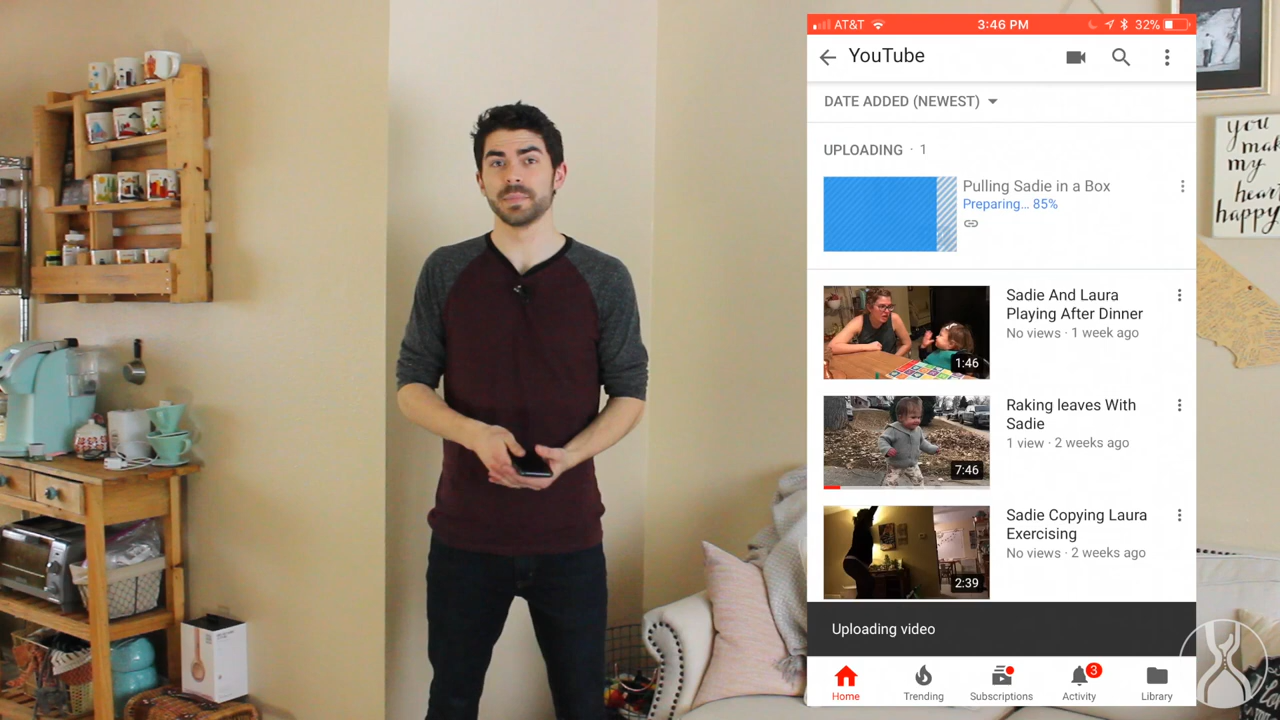 AT&T
3:46 PM
32%
YouTube
DATE ADDED (NEWEST)
UPLOADING · 1
Pulling Sadie in a Box
Preparing... 85%
Sadie And Laura
Playing After Dinner
No views · 1 week ago
1:46
Raking leaves With
Sadie
1 view · 2 weeks ago
7:46
Sadie Copying Laura
Exercising
No views · 2 weeks ago
2:39
Uploading video
Home
Trending
Subscriptions
3
Activity
Library
you
my
happy